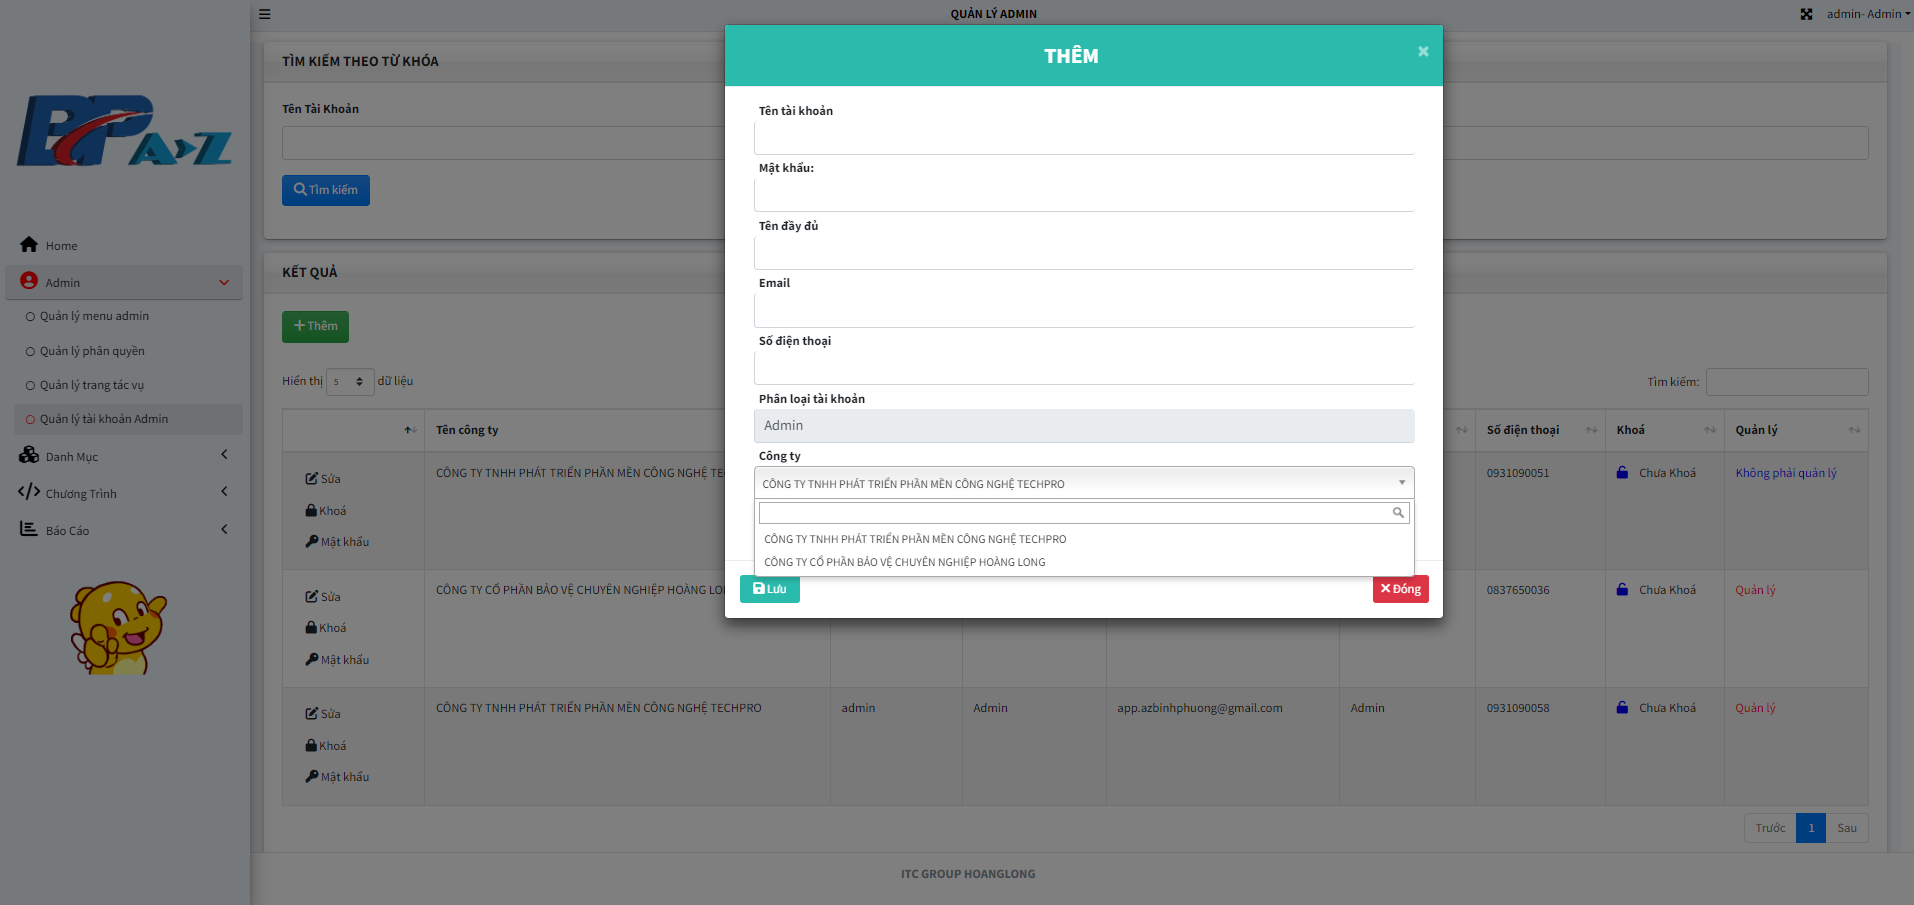 QUẢN LÝ ADMIN
admin- Admin
BCP A>Z
Home
Admin
Quản lý menu admin
Quản lý phân quyền
Quản lý trang tác vụ
Quản lý tài khoản Admin
Danh Mục
Chương Trình
Báo Cáo
TÌM KIẾM THEO TỪ KHÓA
Tên Tài Khoản
Tìm kiếm
KẾT QUẢ
Thêm
Hiển thị 5 dữ liệu
Tìm kiếm:
Tên công ty
Số điện thoại
Khoá
Quản lý
Sửa
Khoá
Mật khẩu
CÔNG TY TNHH PHÁT TRIỂN PHẦN MỀN CÔNG NGHỆ TE
0931090051
Chưa Khoá
Không phải quản lý
Sửa
Khoá
Mật khẩu
CÔNG TY CỔ PHẦN BẢO VỆ CHUYÊN NGHIỆP HOÀNG LO
0837650036
Chưa Khoá
Quản lý
Sửa
Khoá
Mật khẩu
CÔNG TY TNHH PHÁT TRIỂN PHẦN MỀN CÔNG NGHỆ TECHPRO
admin
Admin
app.azbinhphuong@gmail.com
Admin
0931090058
Chưa Khoá
Quản lý
Trước 1 Sau
ITC GROUP HOANGLONG
THÊM
Tên tài khoản
Mật khẩu:
Tên đầy đủ
Email
Số điện thoại
Phân loại tài khoản
Admin
Công ty
CÔNG TY TNHH PHÁT TRIỂN PHẦN MỀN CÔNG NGHỆ TECHPRO
CÔNG TY TNHH PHÁT TRIỂN PHẦN MỀN CÔNG NGHỆ TECHPRO
CÔNG TY CỔ PHẦN BẢO VỆ CHUYÊN NGHIỆP HOÀNG LONG
Lưu
Đóng